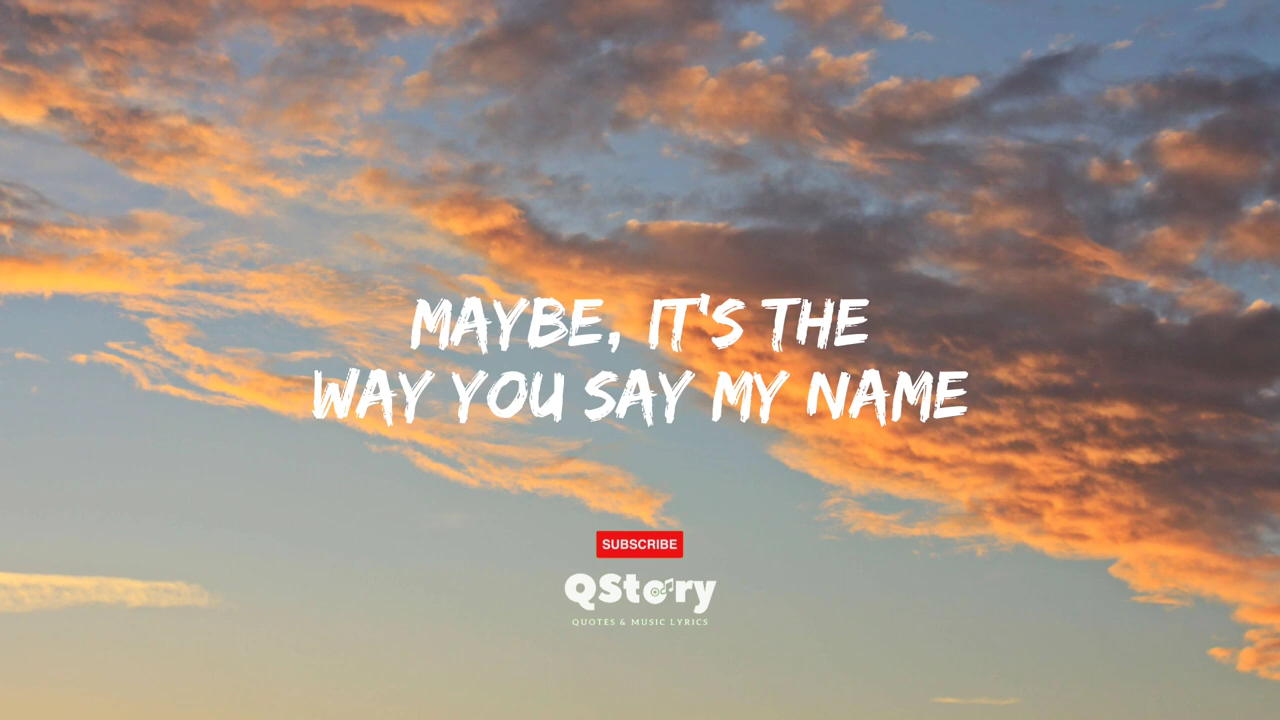 MAYBE, IT'S THE
WAY YOU SAY MY NAME
SUBSCRIBE
QStory
QUOTES & MUSIC LYRICS